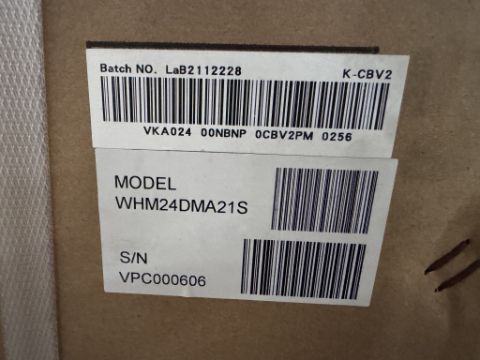 Batch NO. LaB2112228 K-CBV2
VKA024 00NBNP 0CBV2PM 0256
MODEL
WHM24DMA21S
S/N
VPC000606